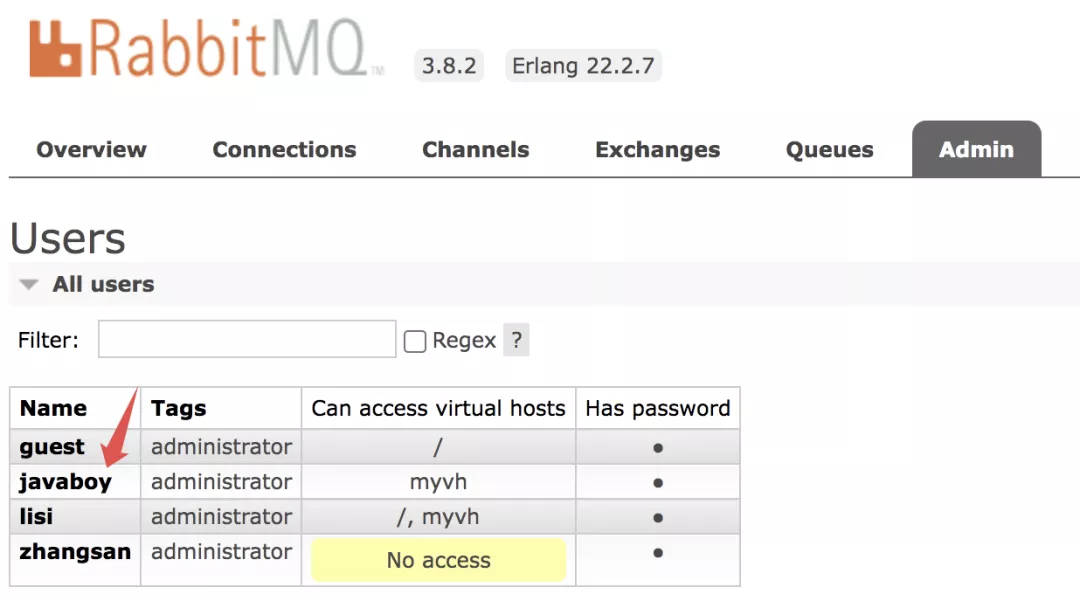 RabbitMQ™ 3.8.2 Erlang 22.2.7
Overview Connections Channels Exchanges Queues Admin
Users
All users
Filter: Regex ?
Name Tags Can access virtual hosts Has password
guest administrator / •
javaboy administrator myvh •
lisi administrator /, myvh •
zhangsan administrator No access •